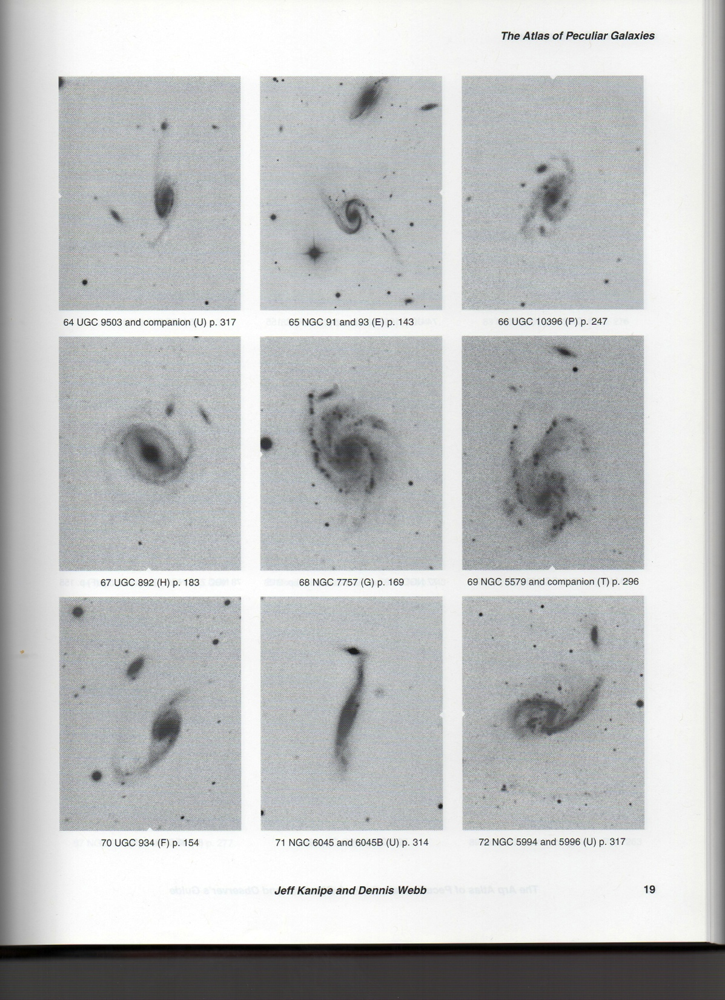 The Atlas of Peculiar Galaxies
64 UGC 9503 and companion (U) p. 317
65 NGC 91 and 93 (E) p. 143
66 UGC 10396 (P) p. 247
67 UGC 892 (H) p. 183
68 NGC 7757 (G) p. 169
69 NGC 5579 and companion (T) p. 296
70 UGC 934 (F) p. 154
71 NGC 6045 and 6045B (U) p. 314
72 NGC 5994 and 5996 (U) p. 317
Jeff Kanipe and Dennis Webb
19